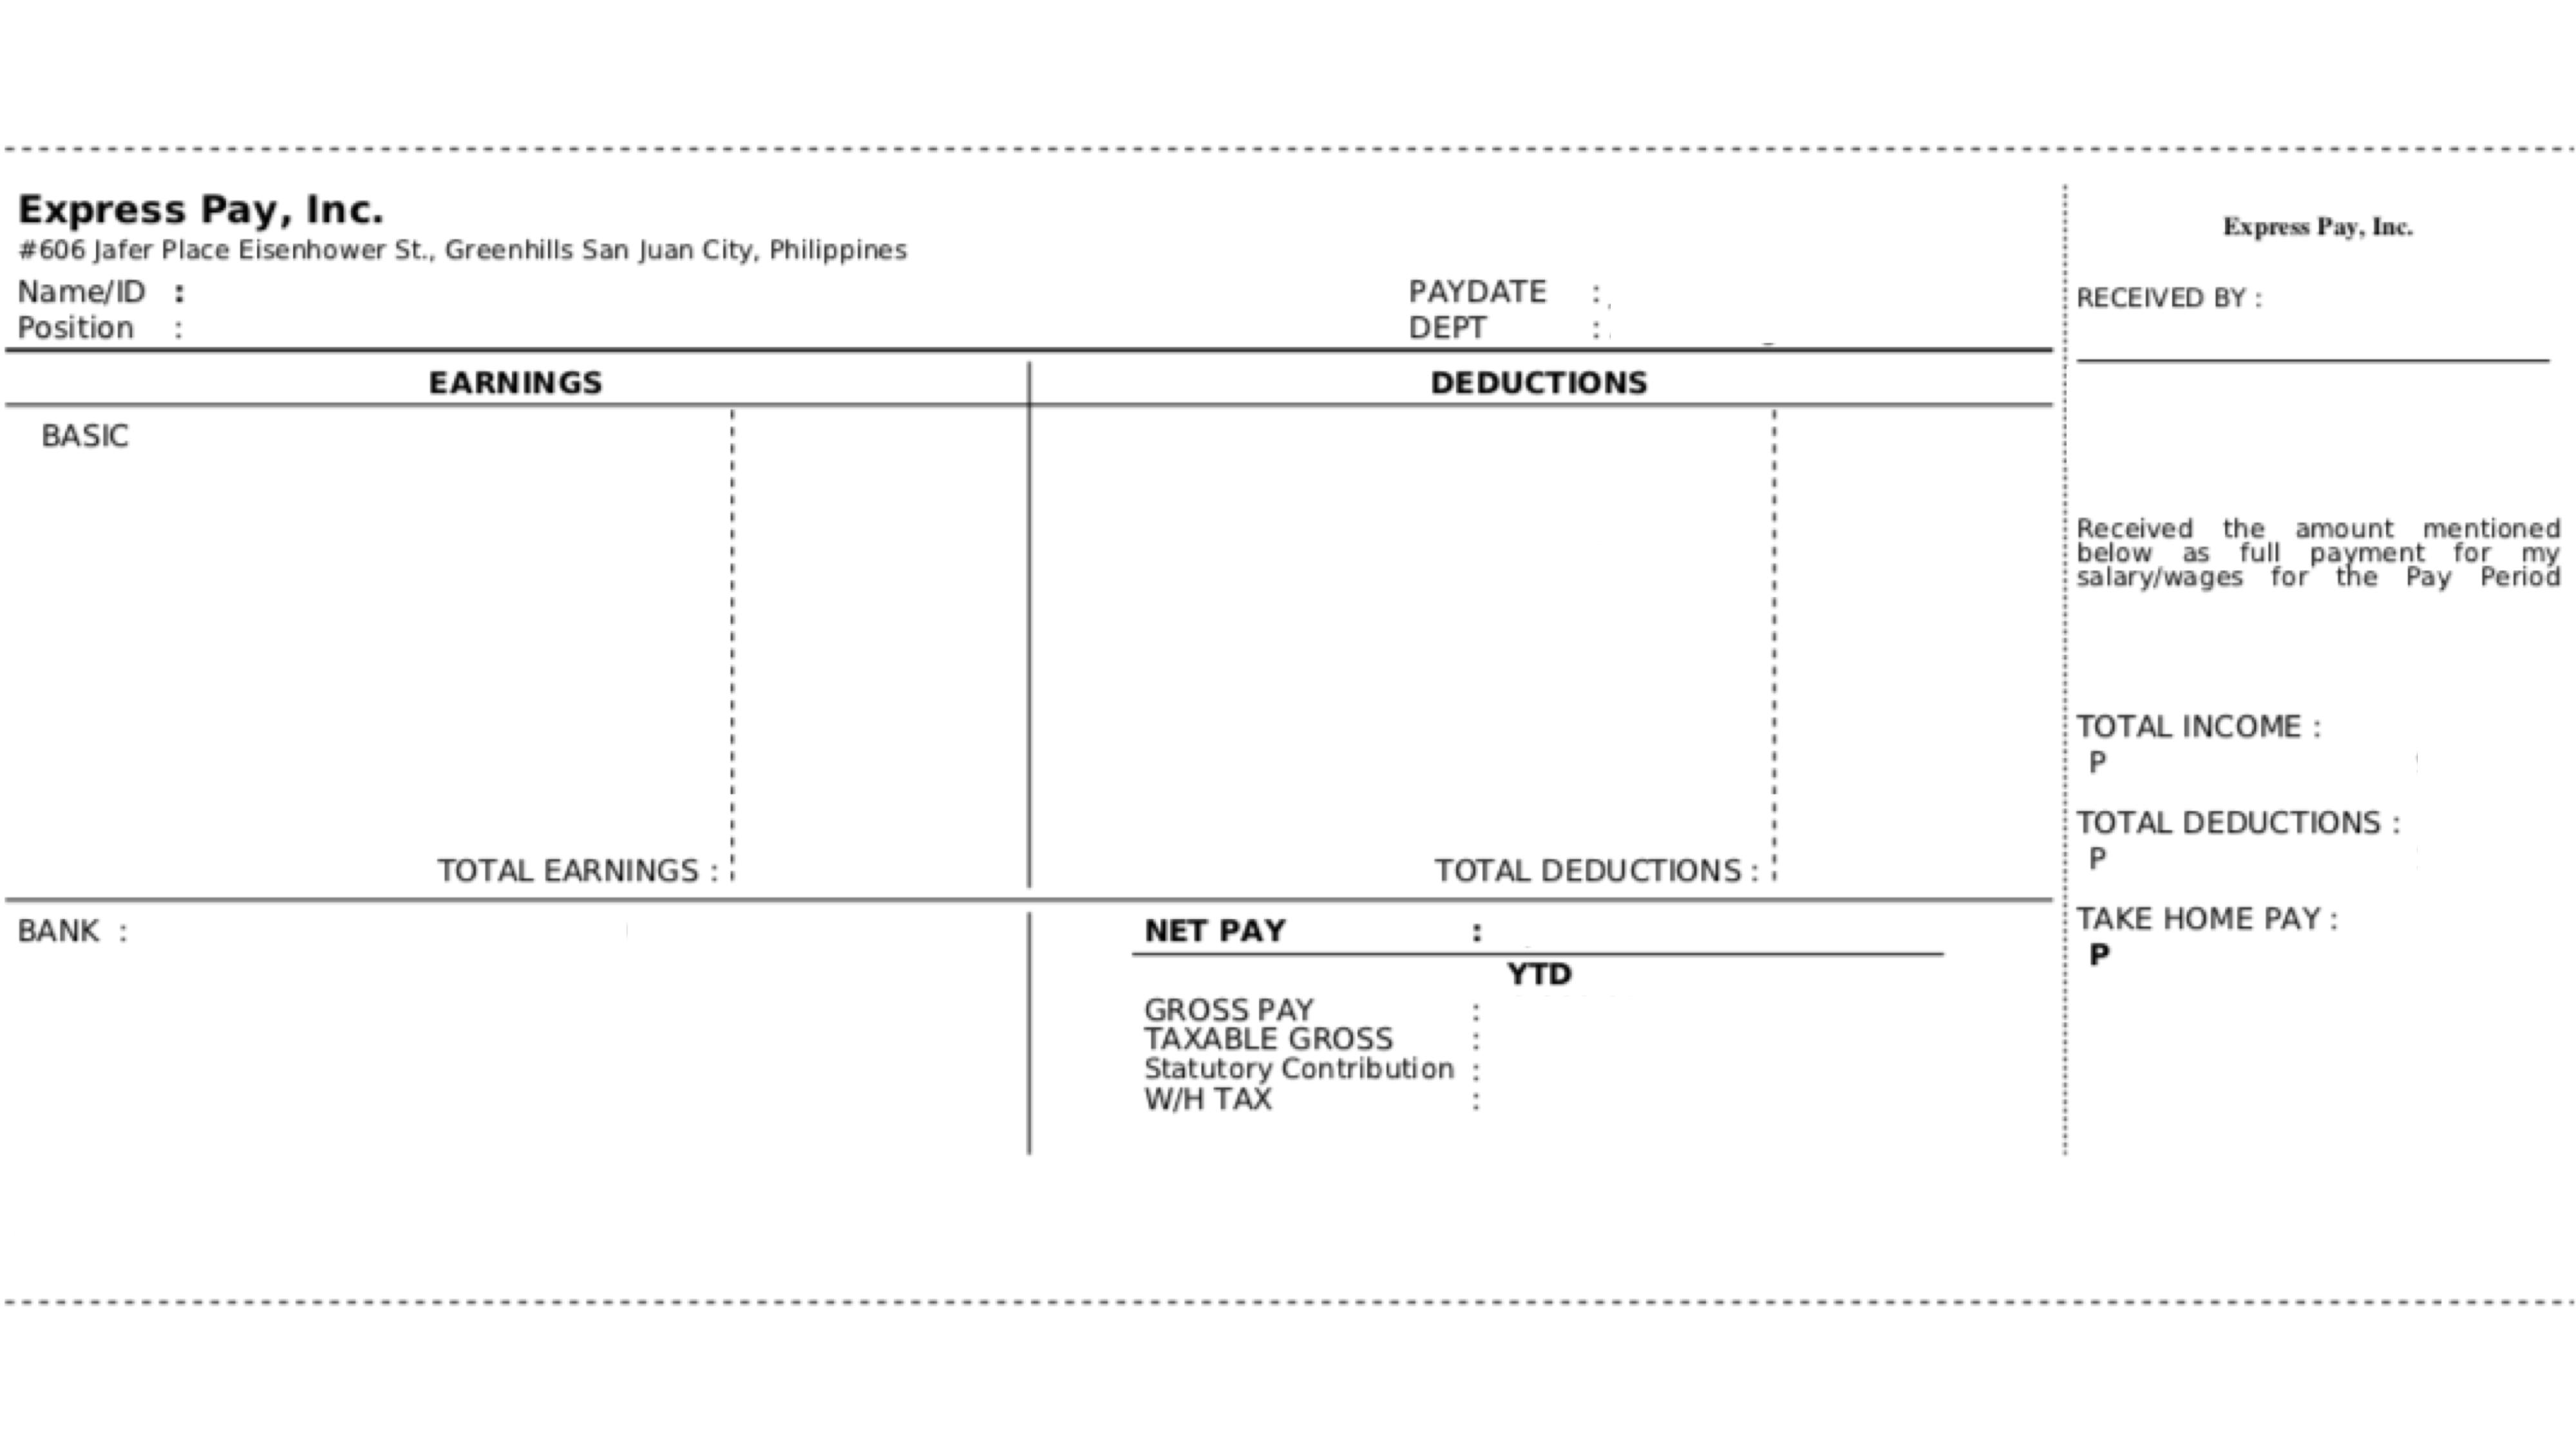 Express Pay, Inc.
#606 Jafer Place Eisenhower St., Greenhills San Juan City, Philippines
Name/ID :
Position :
PAYDATE :
DEPT :
EARNINGS
DEDUCTIONS
BASIC
TOTAL EARNINGS :
TOTAL DEDUCTIONS :
BANK :
NET PAY :
YTD
GROSS PAY :
TAXABLE GROSS :
Statutory Contribution :
W/H TAX :
Express Pay, Inc.
RECEIVED BY :
Received the amount mentioned
below as full payment for my
salary/wages for the Pay Period
TOTAL INCOME :
P
TOTAL DEDUCTIONS :
P
TAKE HOME PAY :
P